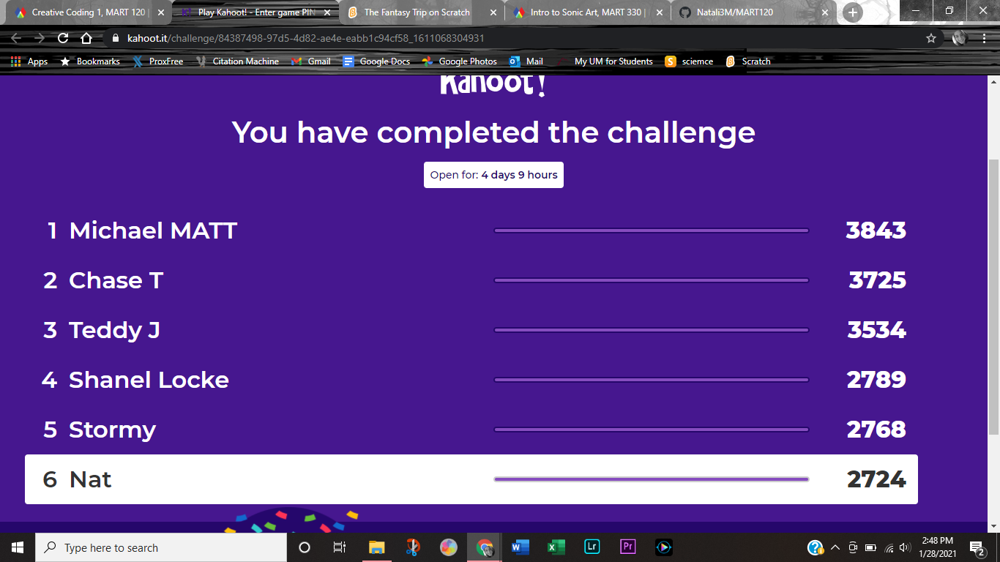 Creative Coding 1, MART 120 |
Play Kahoot! - Enter game PIN
The Fantasy Trip on Scratch
Intro to Sonic Art, MART 330 |
Natali3M/MART120
kahoot.it/challenge/84387498-97d5-4d82-ae4e-eabb1c94cf58_1611068304931
Apps Bookmarks ProxFree Citation Machine Gmail Google Docs Google Photos Mail My UM for Students sciemce Scratch
Kahoot!
You have completed the challenge
Open for: 4 days 9 hours
1 Michael MATT 3843
2 Chase T 3725
3 Teddy J 3534
4 Shanel Locke 2789
5 Stormy 2768
6 Nat 2724
Type here to search
2:48 PM
1/28/2021
2